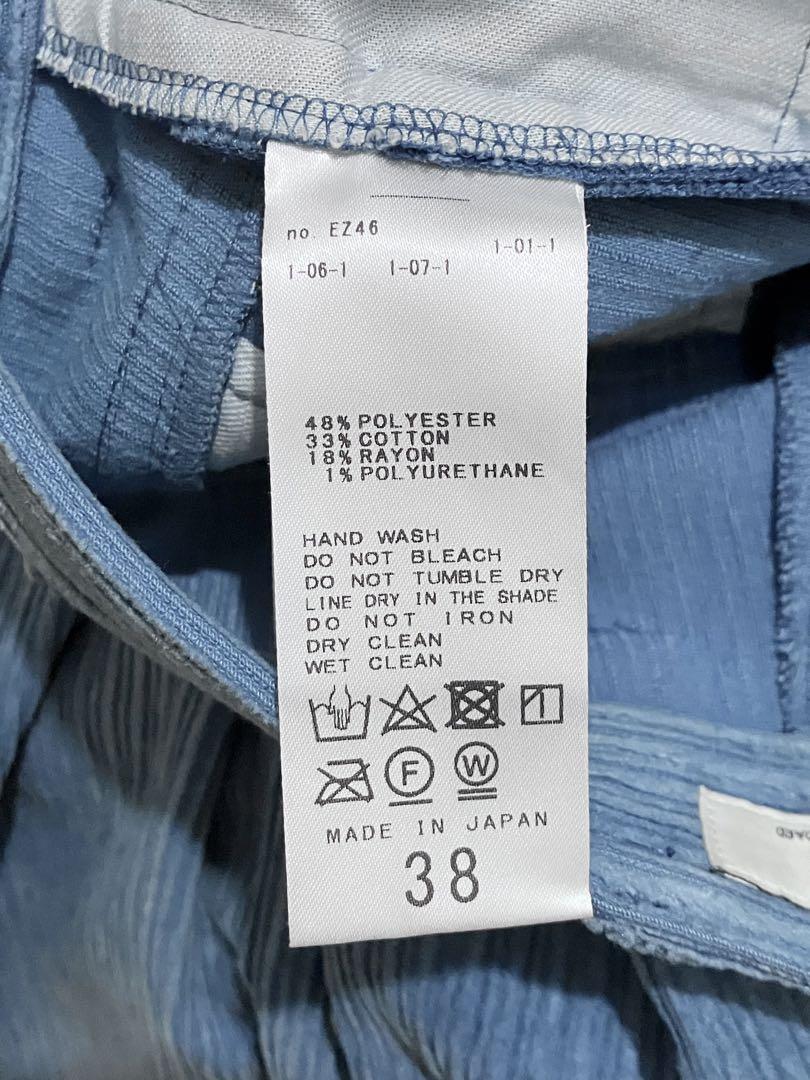 no. EZ46
1-01-1
1-06-1 1-07-1
48% POLYESTER
33% COTTON
18% RAYON
1% POLYURETHANE
HAND WASH
DO NOT BLEACH
DO NOT TUMBLE DRY
LINE DRY IN THE SHADE
DO NOT IRON
DRY CLEAN
WET CLEAN
F W
MADE IN JAPAN
38